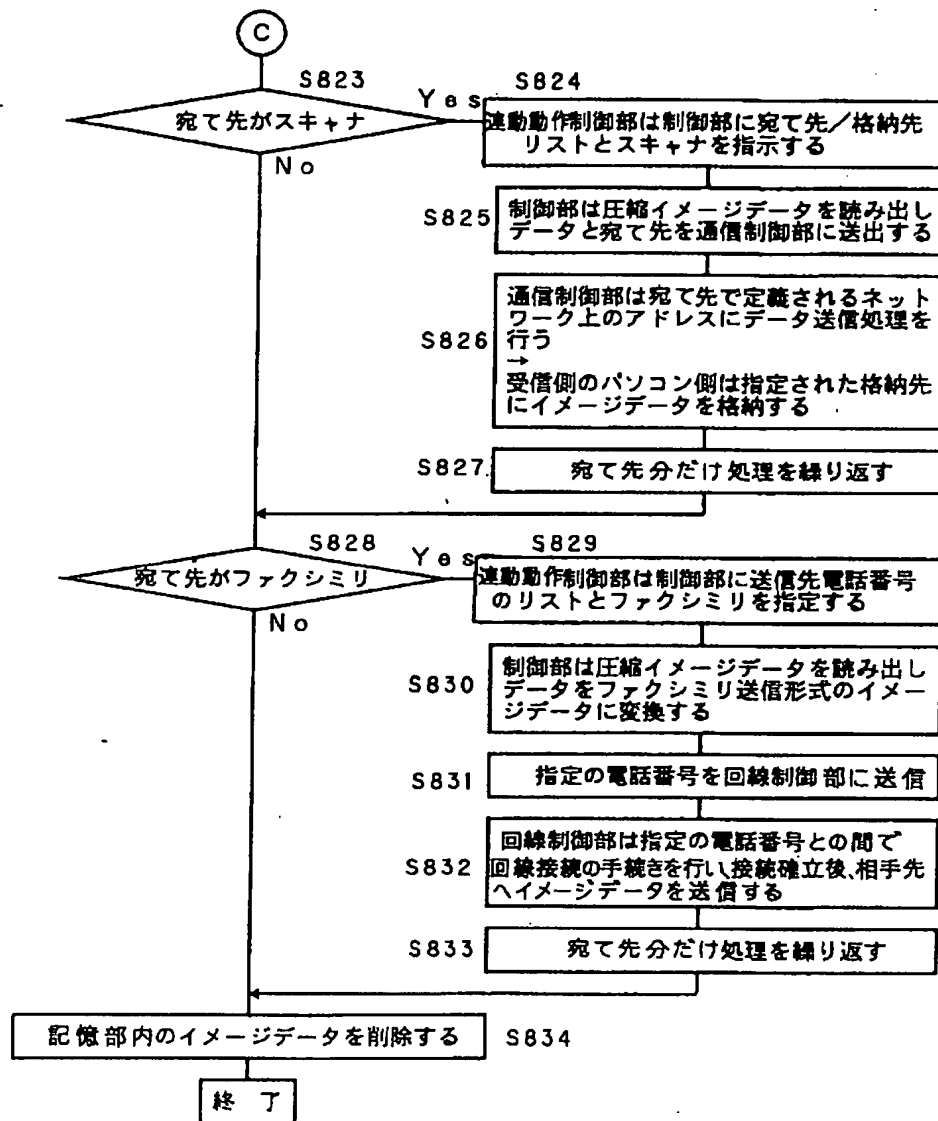 C
S823
宛て先がスキャナ
Yes
No
S824
連動動作制御部は制御部に宛て先／格納先
リストとスキャナを指示する
S825
制御部は圧縮イメージデータを読み出し
データと宛て先を通信制御部に送出する
S826
通信制御部は宛て先で定義されるネット
ワーク上のアドレスにデータ送信処理を
行う
→
受信側のパソコン側は指定された格納先
にイメージデータを格納する
S827
宛て先分だけ処理を繰り返す
S828
宛て先がファクシミリ
Yes
No
S829
連動動作制御部は制御部に送信先電話番号
のリストとファクシミリを指定する
S830
制御部は圧縮イメージデータを読み出し
データをファクシミリ送信形式のイメー
ジデータに変換する
S831
指定の電話番号を回線制御部に送信
S832
回線制御部は指定の電話番号との間で
回線接続の手続きを行い、接続確立後、相手先
へイメージデータを送信する
S833
宛て先分だけ処理を繰り返す
記憶部内のイメージデータを削除する
S834
終了